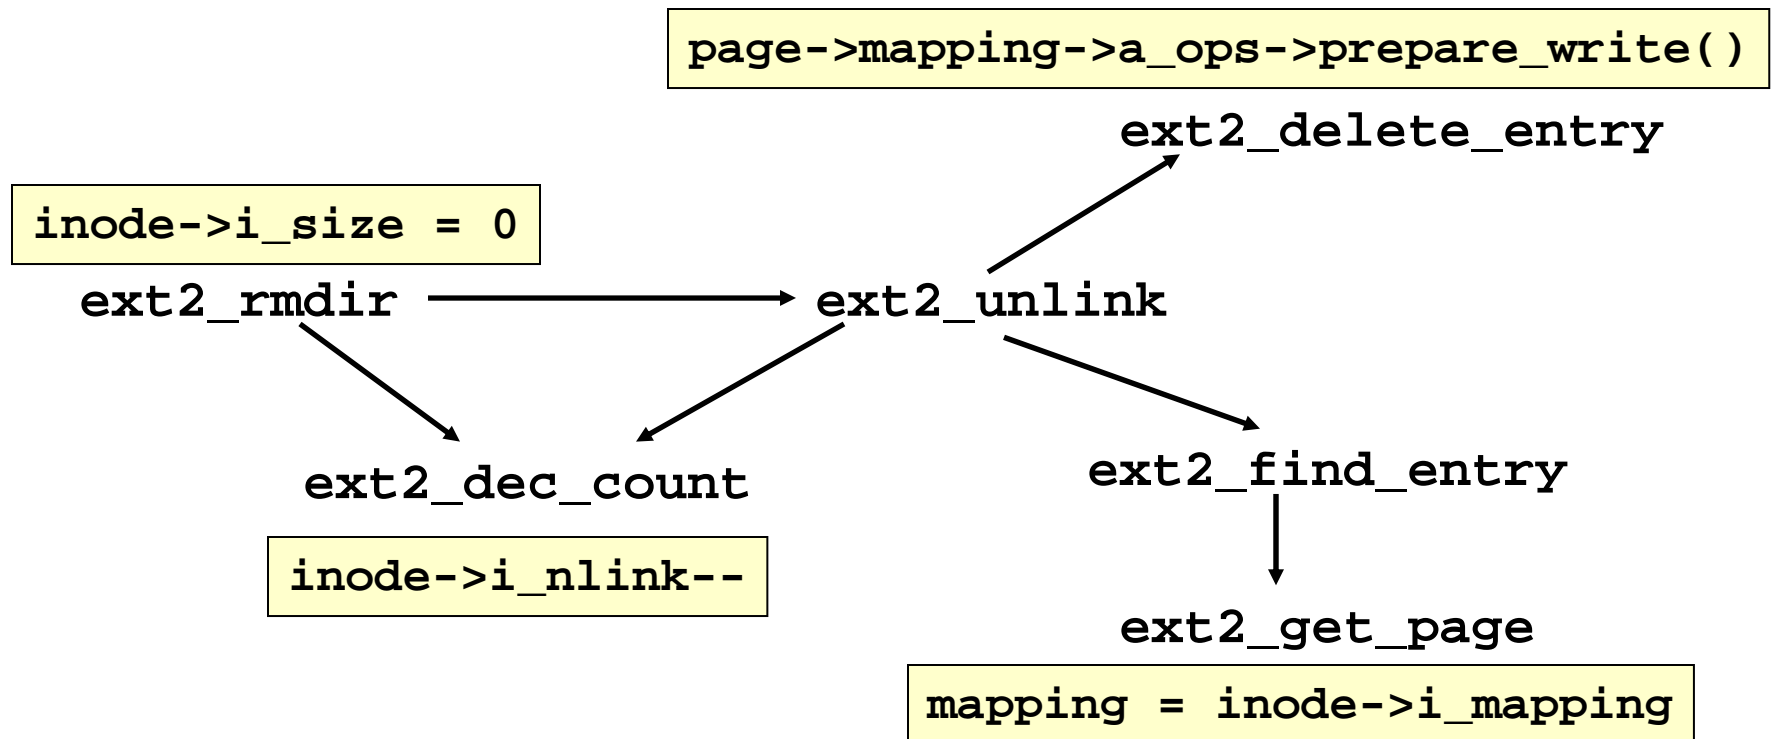 page->mapping->a_ops->prepare_write()
ext2_delete_entry
inode->i_size = 0
ext2_rmdir
ext2_unlink
ext2_dec_count
ext2_find_entry
inode->i_nlink--
ext2_get_page
mapping = inode->i_mapping